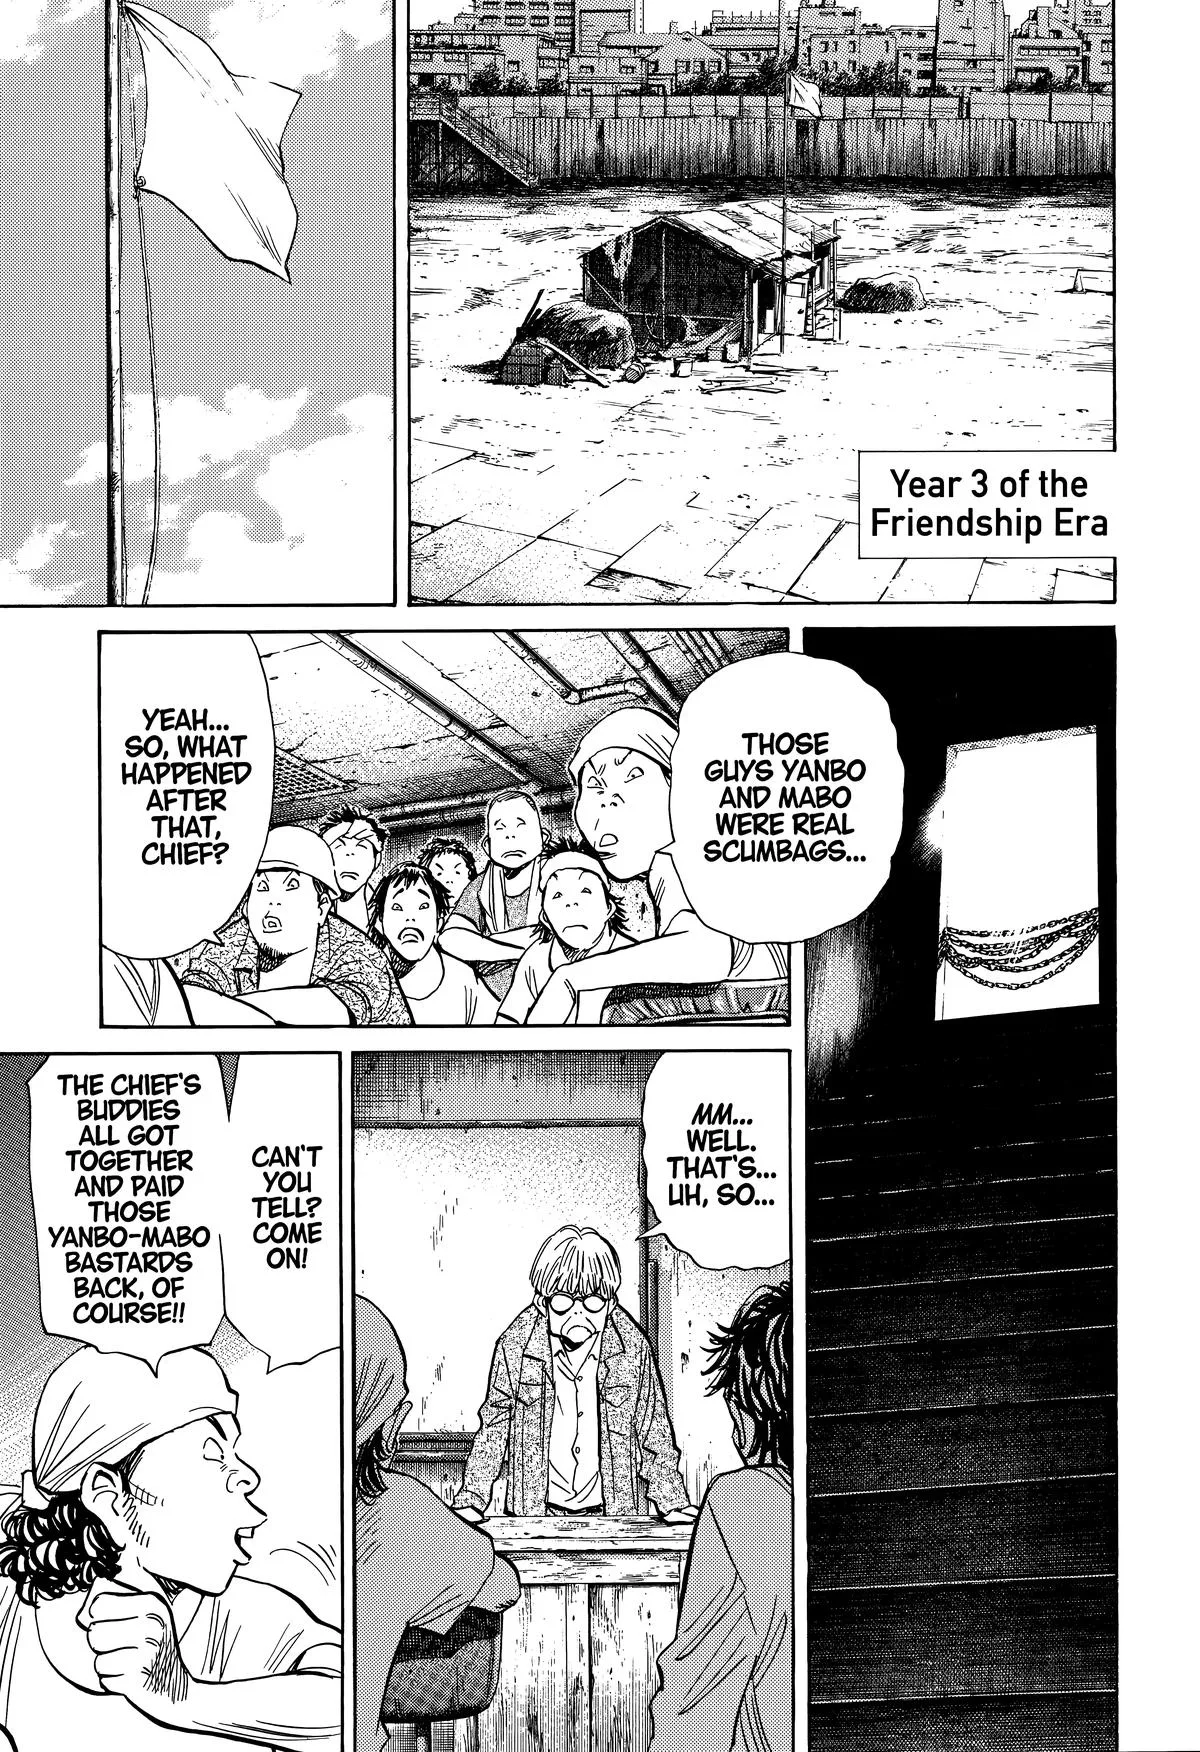 Year 3 of the
Friendship Era
THOSE
GUYS YANBO
AND MABO
WERE REAL
SCUMBAGS...
YEAH...
SO, WHAT
HAPPENED
AFTER
THAT,
CHIEF?
MM...
WELL.
THAT'S...
UH, SO...
CAN'T
YOU
TELL?
COME
ON!
THE CHIEF'S
BUDDIES
ALL GOT
TOGETHER
AND PAID
THOSE
YANBO-MABO
BASTARDS
BACK, OF
COURSE!!